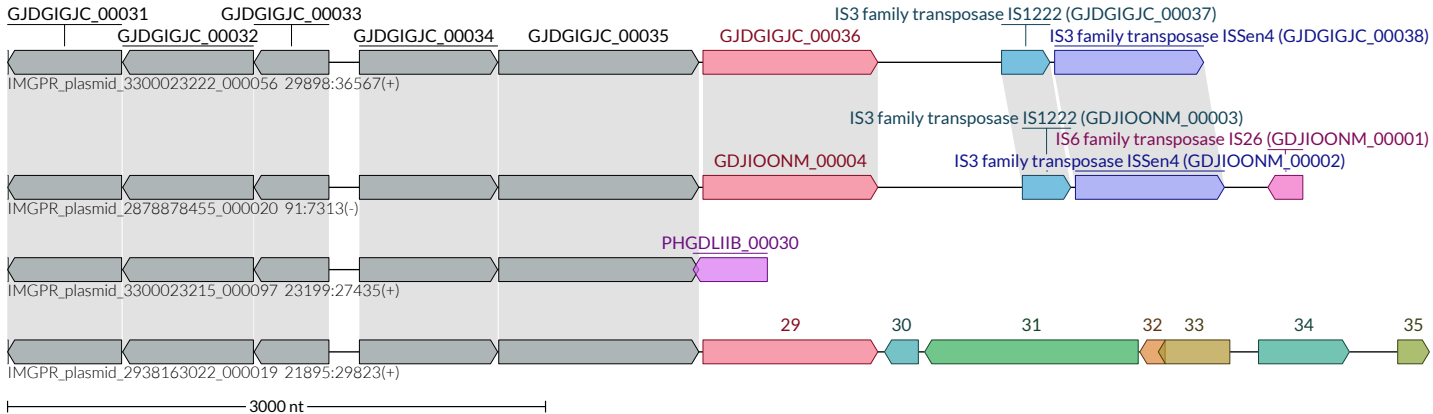 GJDGIGJC_00031 GJDGIGJC_00033 IS3 family transposase IS1222 (GJDGIGJC_00037)
GJDGIGJC_00032 GJDGIGJC_00034 GJDGIGJC_00035 GJDGIGJC_00036 IS3 family transposase ISSen4 (GJDGIGJC_00038)
IMGPR_plasmid_3300023222_000056 29898:36567(+)
IS3 family transposase IS1222 (GDJIOONM_00003)
IS6 family transposase IS26 (GDJIOONM_00001)
GDJIOONM_00004 IS3 family transposase ISSen4 (GDJIOONM_00002)
IMGPR_plasmid_2878878455_000020 91:7313(-)
PHGDLIIB_00030
IMGPR_plasmid_3300023215_000097 23199:27435(+)
29 30 31 32 33 34 35
IMGPR_plasmid_2938163022_000019 21895:29823(+)
3000 nt